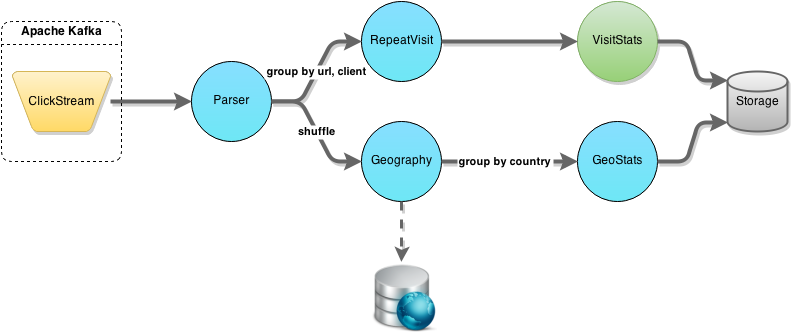 Apache Kafka
ClickStream
Parser
group by url, client
shuffle
RepeatVisit
VisitStats
Geography
group by country
GeoStats
Storage